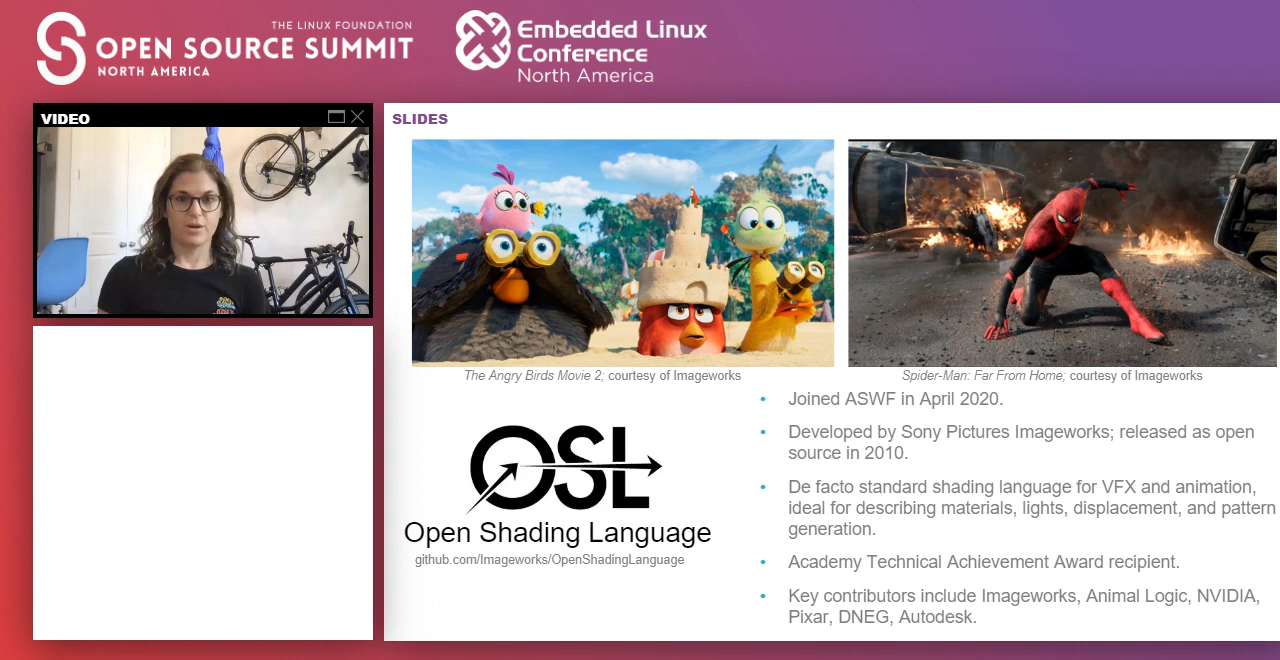 THE LINUX FOUNDATION
OPEN SOURCE SUMMIT
NORTH AMERICA
Embedded Linux
Conference
North America
VIDEO
SLIDES
The Angry Birds Movie 2; courtesy of Imageworks
Spider-Man: Far From Home; courtesy of Imageworks
OSL
Open Shading Language
github.com/Imageworks/OpenShadingLanguage
• Joined ASWF in April 2020.
• Developed by Sony Pictures Imageworks; released as open
source in 2010.
• De facto standard shading language for VFX and animation,
ideal for describing materials, lights, displacement, and pattern
generation.
• Academy Technical Achievement Award recipient.
• Key contributors include Imageworks, Animal Logic, NVIDIA,
Pixar, DNEG, Autodesk.